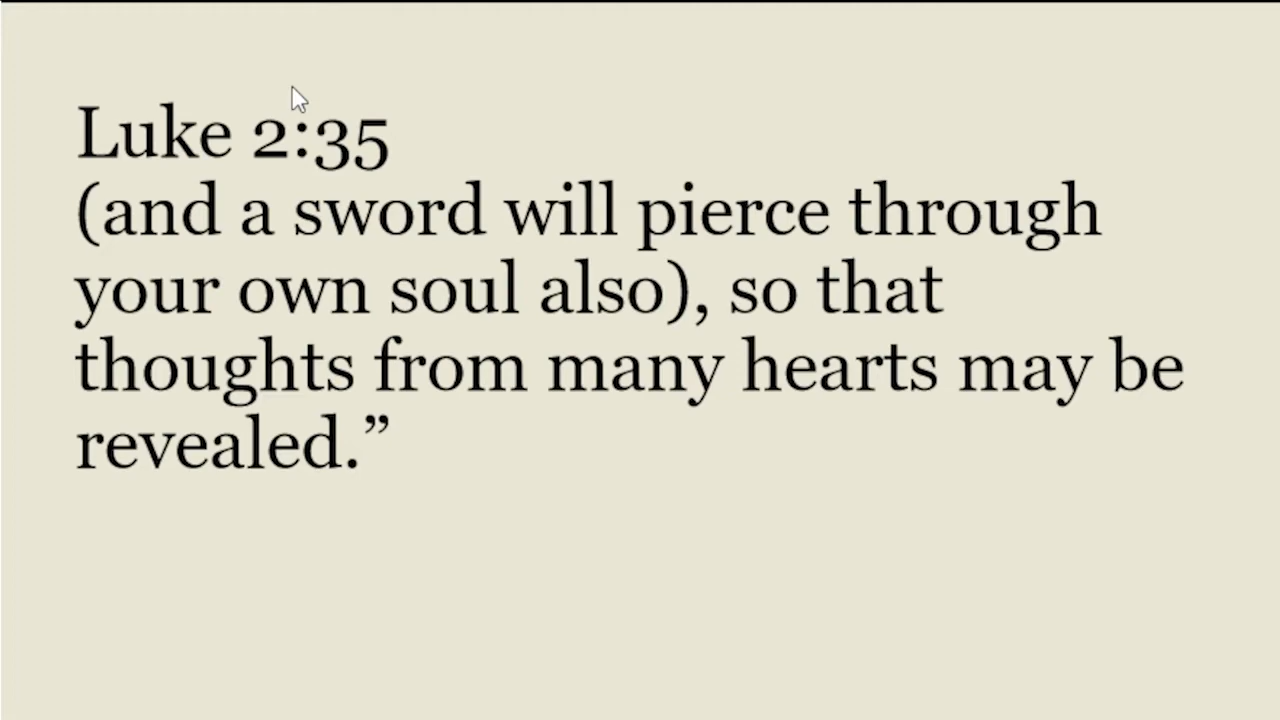 Luke 2:35
(and a sword will pierce through
your own soul also), so that
thoughts from many hearts may be
revealed.”